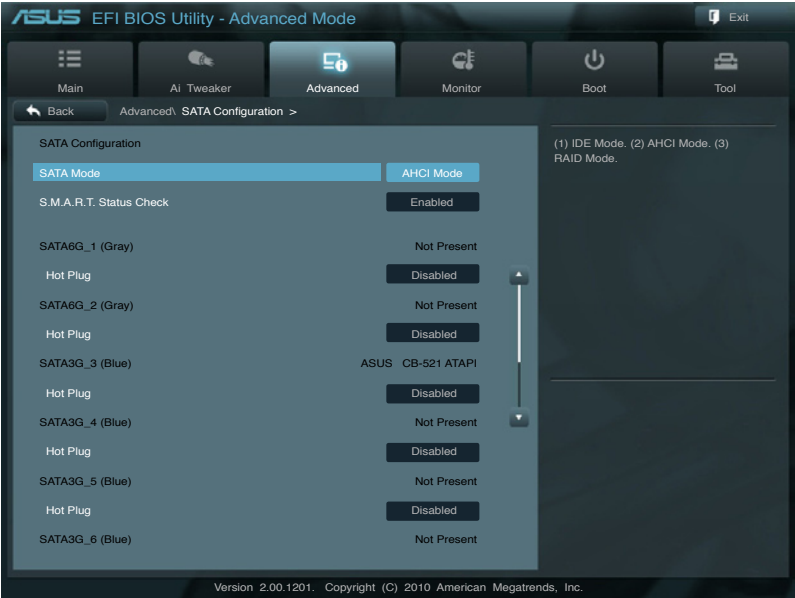 ASUS EFI BIOS Utility - Advanced Mode
Exit
Main
Ai Tweaker
Advanced
Monitor
Boot
Tool
Back
Advanced\ SATA Configuration >
SATA Configuration
SATA Mode AHCI Mode
S.M.A.R.T. Status Check Enabled
SATA6G_1 (Gray) Not Present
Hot Plug Disabled
SATA6G_2 (Gray) Not Present
Hot Plug Disabled
SATA3G_3 (Blue) ASUS CB-521 ATAPI
Hot Plug Disabled
SATA3G_4 (Blue) Not Present
Hot Plug Disabled
SATA3G_5 (Blue) Not Present
Hot Plug Disabled
SATA3G_6 (Blue) Not Present
(1) IDE Mode. (2) AHCI Mode. (3)
RAID Mode.
Version 2.00.1201. Copyright (C) 2010 American Megatrends, Inc.